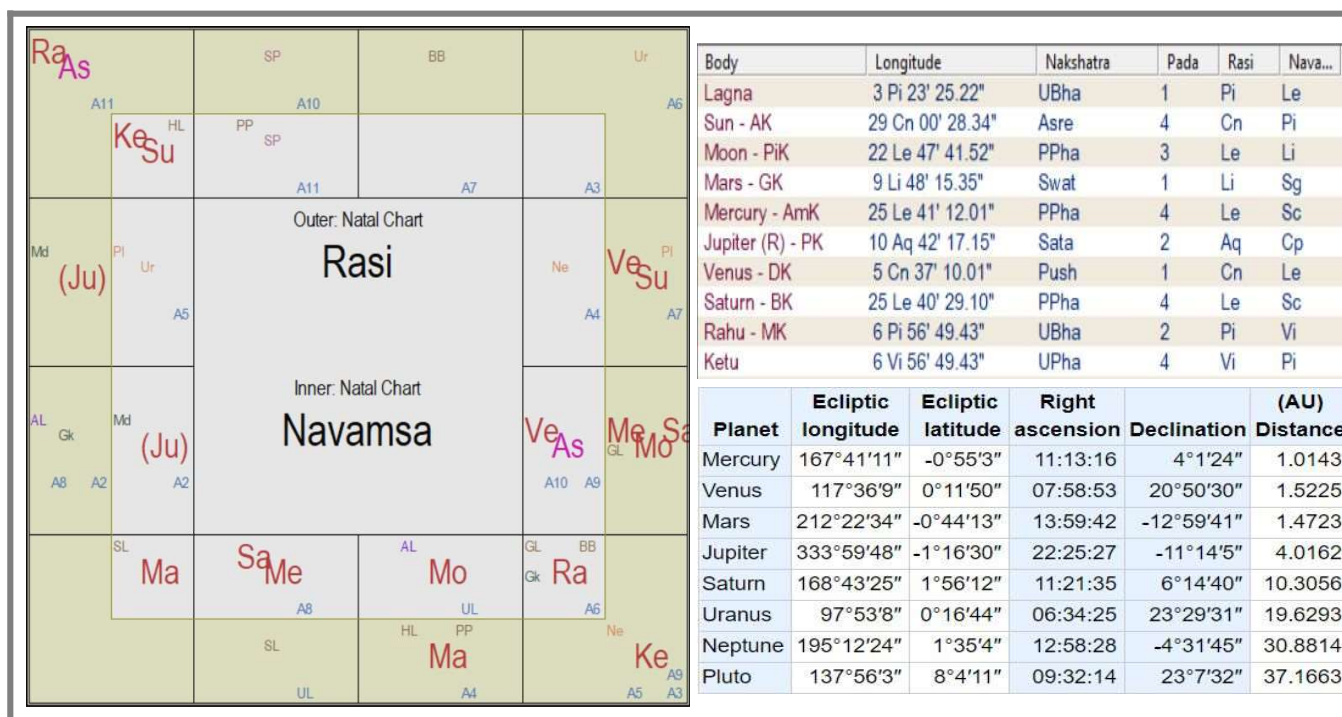 Ra
As
SP
BB
Ur
A11
A10
A6
Ke
Su
HL
PP
SP
A11
A7
A3
Outer: Natal Chart
Rasi
Md
(Ju)
Pl
Ur
A5
Ne
A4
Ve
Su
Pl
A7
Inner: Natal Chart
Navamsa
AL
Gk
A8 A2
Md
(Ju)
A2
Ve
As
A10 A9
Me
Sa
GL
Mo
SL
Ma
Sa
Me
A8
AL
Mo
UL
GL BB
Gk
Ra
A6
SL
UL
HL PP
Ma
A4
Ne
Ke
A9
A5 A3
Body Longitude Nakshatra Pada Rasi Nava...
Lagna 3 Pi 23' 25.22" UBha 1 Pi Le
Sun - AK 29 Cn 00' 28.34" Asre 4 Cn Pi
Moon - PiK 22 Le 47' 41.52" PPha 3 Le Li
Mars - GK 9 Li 48' 15.35" Swat 1 Li Sg
Mercury - AmK 25 Le 41' 12.01" PPha 4 Le Sc
Jupiter (R) - PK 10 Aq 42' 17.15" Sata 2 Aq Cp
Venus - DK 5 Cn 37' 10.01" Push 1 Cn Le
Saturn - BK 25 Le 40' 29.10" PPha 4 Le Sc
Rahu - MK 6 Pi 56' 49.43" UBha 2 Pi Vi
Ketu 6 Vi 56' 49.43" UPha 4 Vi Pi
Planet Ecliptic longitude Ecliptic latitude Right ascension Declination (AU) Distance
Mercury 167°41′11″ -0°55′3″ 11:13:16 4°1′24″ 1.0143
Venus 117°36′9″ 0°11′50″ 07:58:53 20°50′30″ 1.5225
Mars 212°22′34″ -0°44′13″ 13:59:42 -12°59′41″ 1.4723
Jupiter 333°59′48″ -1°16′30″ 22:25:27 -11°14′5″ 4.0162
Saturn 168°43′25″ 1°56′12″ 11:21:35 6°14′40″ 10.3056
Uranus 97°53′8″ 0°16′44″ 06:34:25 23°29′31″ 19.6293
Neptune 195°12′24″ 1°35′4″ 12:58:28 -4°31′45″ 30.8814
Pluto 137°56′3″ 8°4′11″ 09:32:14 23°7′32″ 37.1663